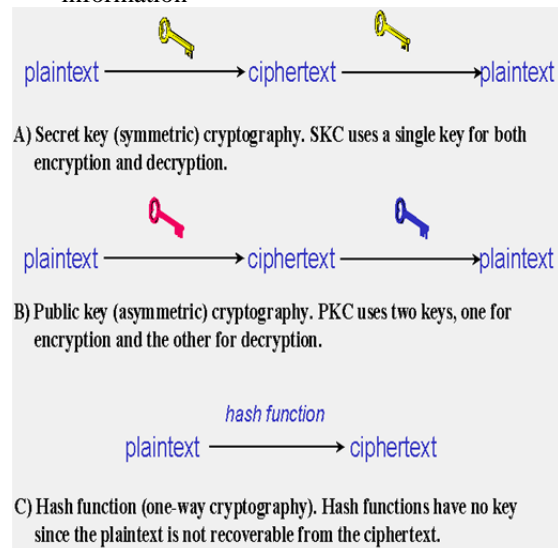 information
plaintext ciphertext plaintext
A) Secret key (symmetric) cryptography. SKC uses a single key for both
encryption and decryption.
plaintext ciphertext plaintext
B) Public key (asymmetric) cryptography. PKC uses two keys, one for
encryption and the other for decryption.
hash function
plaintext ciphertext
C) Hash function (one-way cryptography). Hash functions have no key
since the plaintext is not recoverable from the ciphertext.